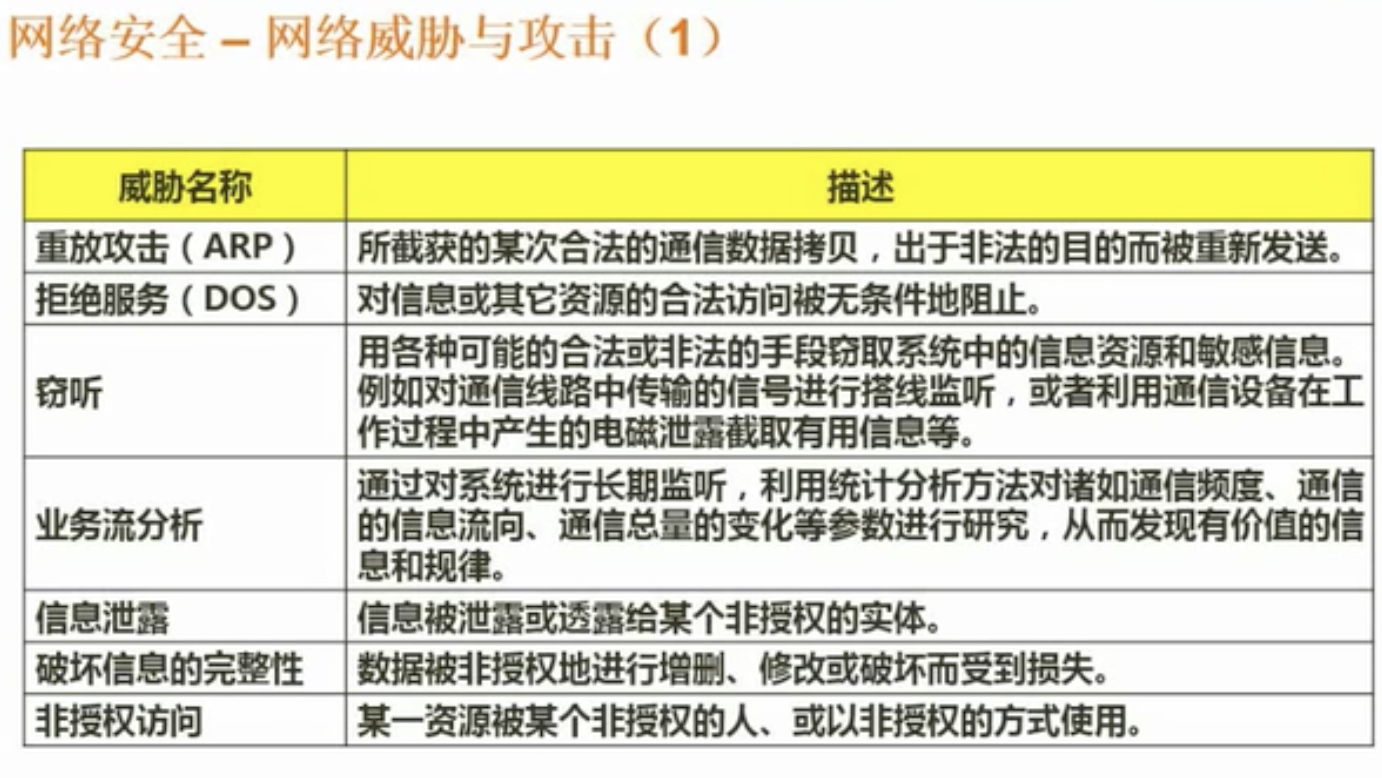 网络安全 – 网络威胁与攻击（1）
威胁名称
描述
重放攻击（ARP）
所截获的某次合法的通信数据拷贝，出于非法的目的而被重新发送。
拒绝服务（DOS）
对信息或其它资源的合法访问被无条件地阻止。
窃听
用各种可能的合法或非法的手段窃取系统中的信息资源和敏感信息。
例如对通信线路中传输的信号进行搭线监听，或者利用通信设备在工
作过程中产生的电磁泄露截取有用信息等。
业务流分析
通过对系统进行长期监听，利用统计分析方法对诸如通信频度、通信
的信息流向、通信总量的变化等参数进行研究，从而发现有价值的信
息和规律。
信息泄露
信息被泄露或透露给某个非授权的实体。
破坏信息的完整性
数据被非授权地进行增删、修改或破坏而受到损失。
非授权访问
某一资源被某个非授权的人、或以非授权的方式使用。